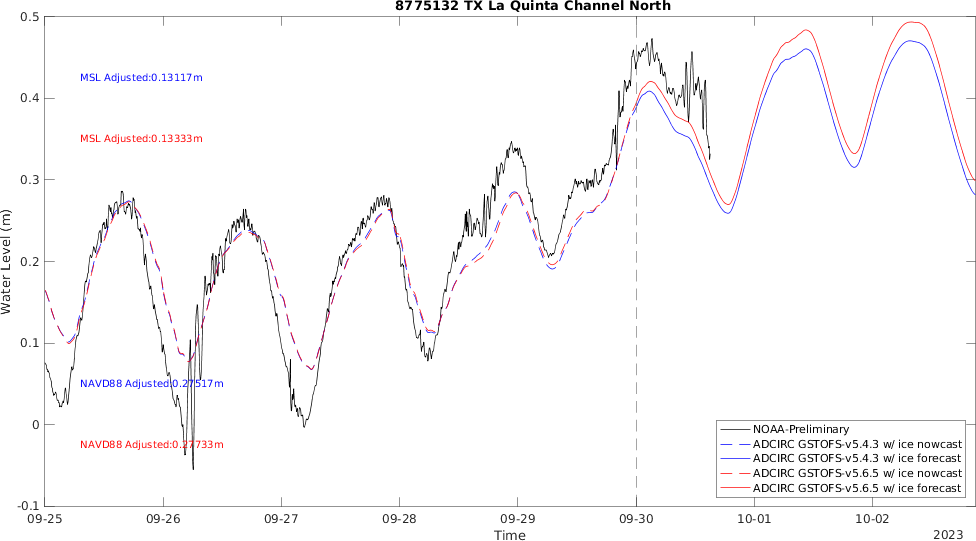 8775132 TX La Quinta Channel North
0.5
0.4
0.3
0.2
0.1
0
-0.1
Water Level (m)
MSL Adjusted:0.13117m
MSL Adjusted:0.13333m
NAVD88 Adjusted:0.27517m
NAVD88 Adjusted:0.27733m
NOAA-Preliminary
ADCIRC GSTOFS-v5.4.3 w/ ice nowcast
ADCIRC GSTOFS-v5.4.3 w/ ice forecast
ADCIRC GSTOFS-v5.6.5 w/ ice nowcast
ADCIRC GSTOFS-v5.6.5 w/ ice forecast
09-25 09-26 09-27 09-28 09-29 09-30 10-01 10-02
Time
2023